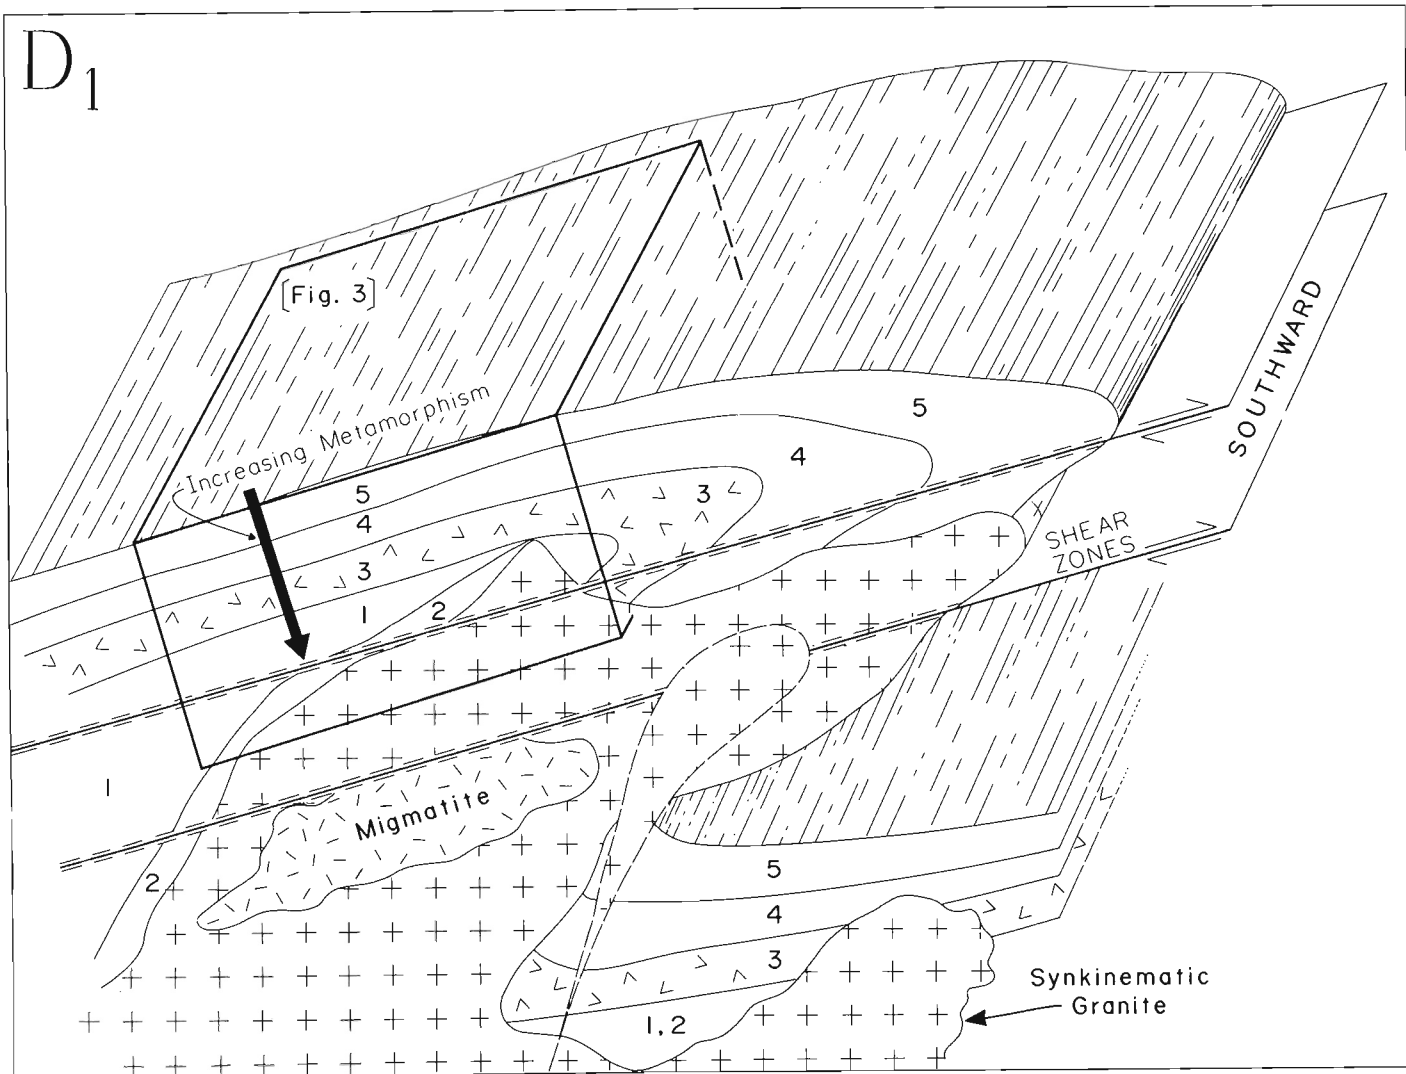 D1
[Fig. 3]
Increasing Metamorphism
5
4
3
1
2
5
4
3
SOUTHWARD
SHEAR
ZONES
1
2
Migmatite
5
4
3
1,2
Synkinematic
Granite